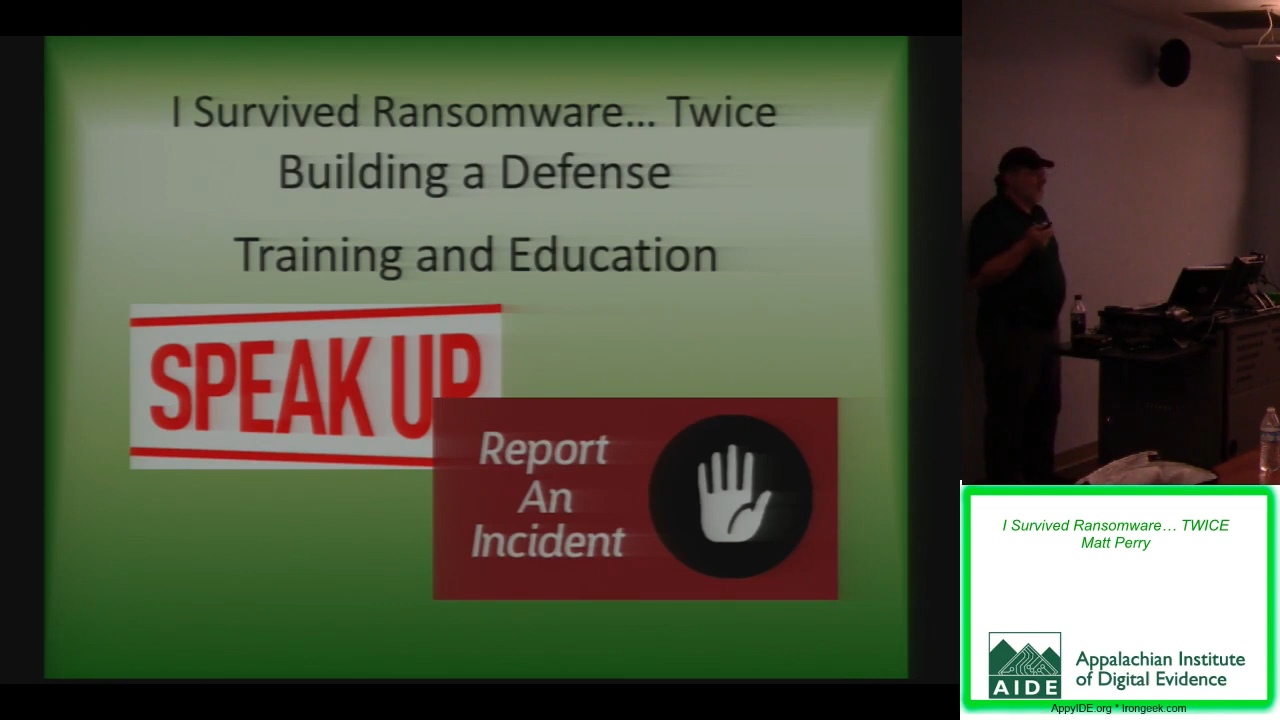 I Survived Ransomware... Twice
Building a Defense
Training and Education
SPEAK UP
Report
An
Incident
I Survived Ransomware... TWICE
Matt Perry
AIDE
Appalachian Institute
of Digital Evidence
AppyIDE.org * Irongeek.com